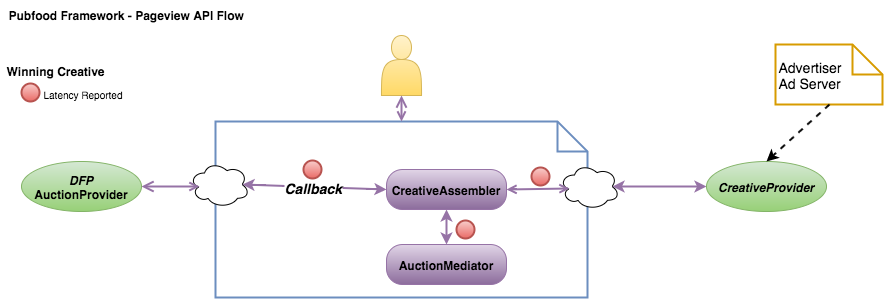 Pubfood Framework - Pageview API Flow
Winning Creative
Latency Reported
Advertiser
Ad Server
DFP
AuctionProvider
Callback
CreativeAssembler
CreativeProvider
AuctionMediator